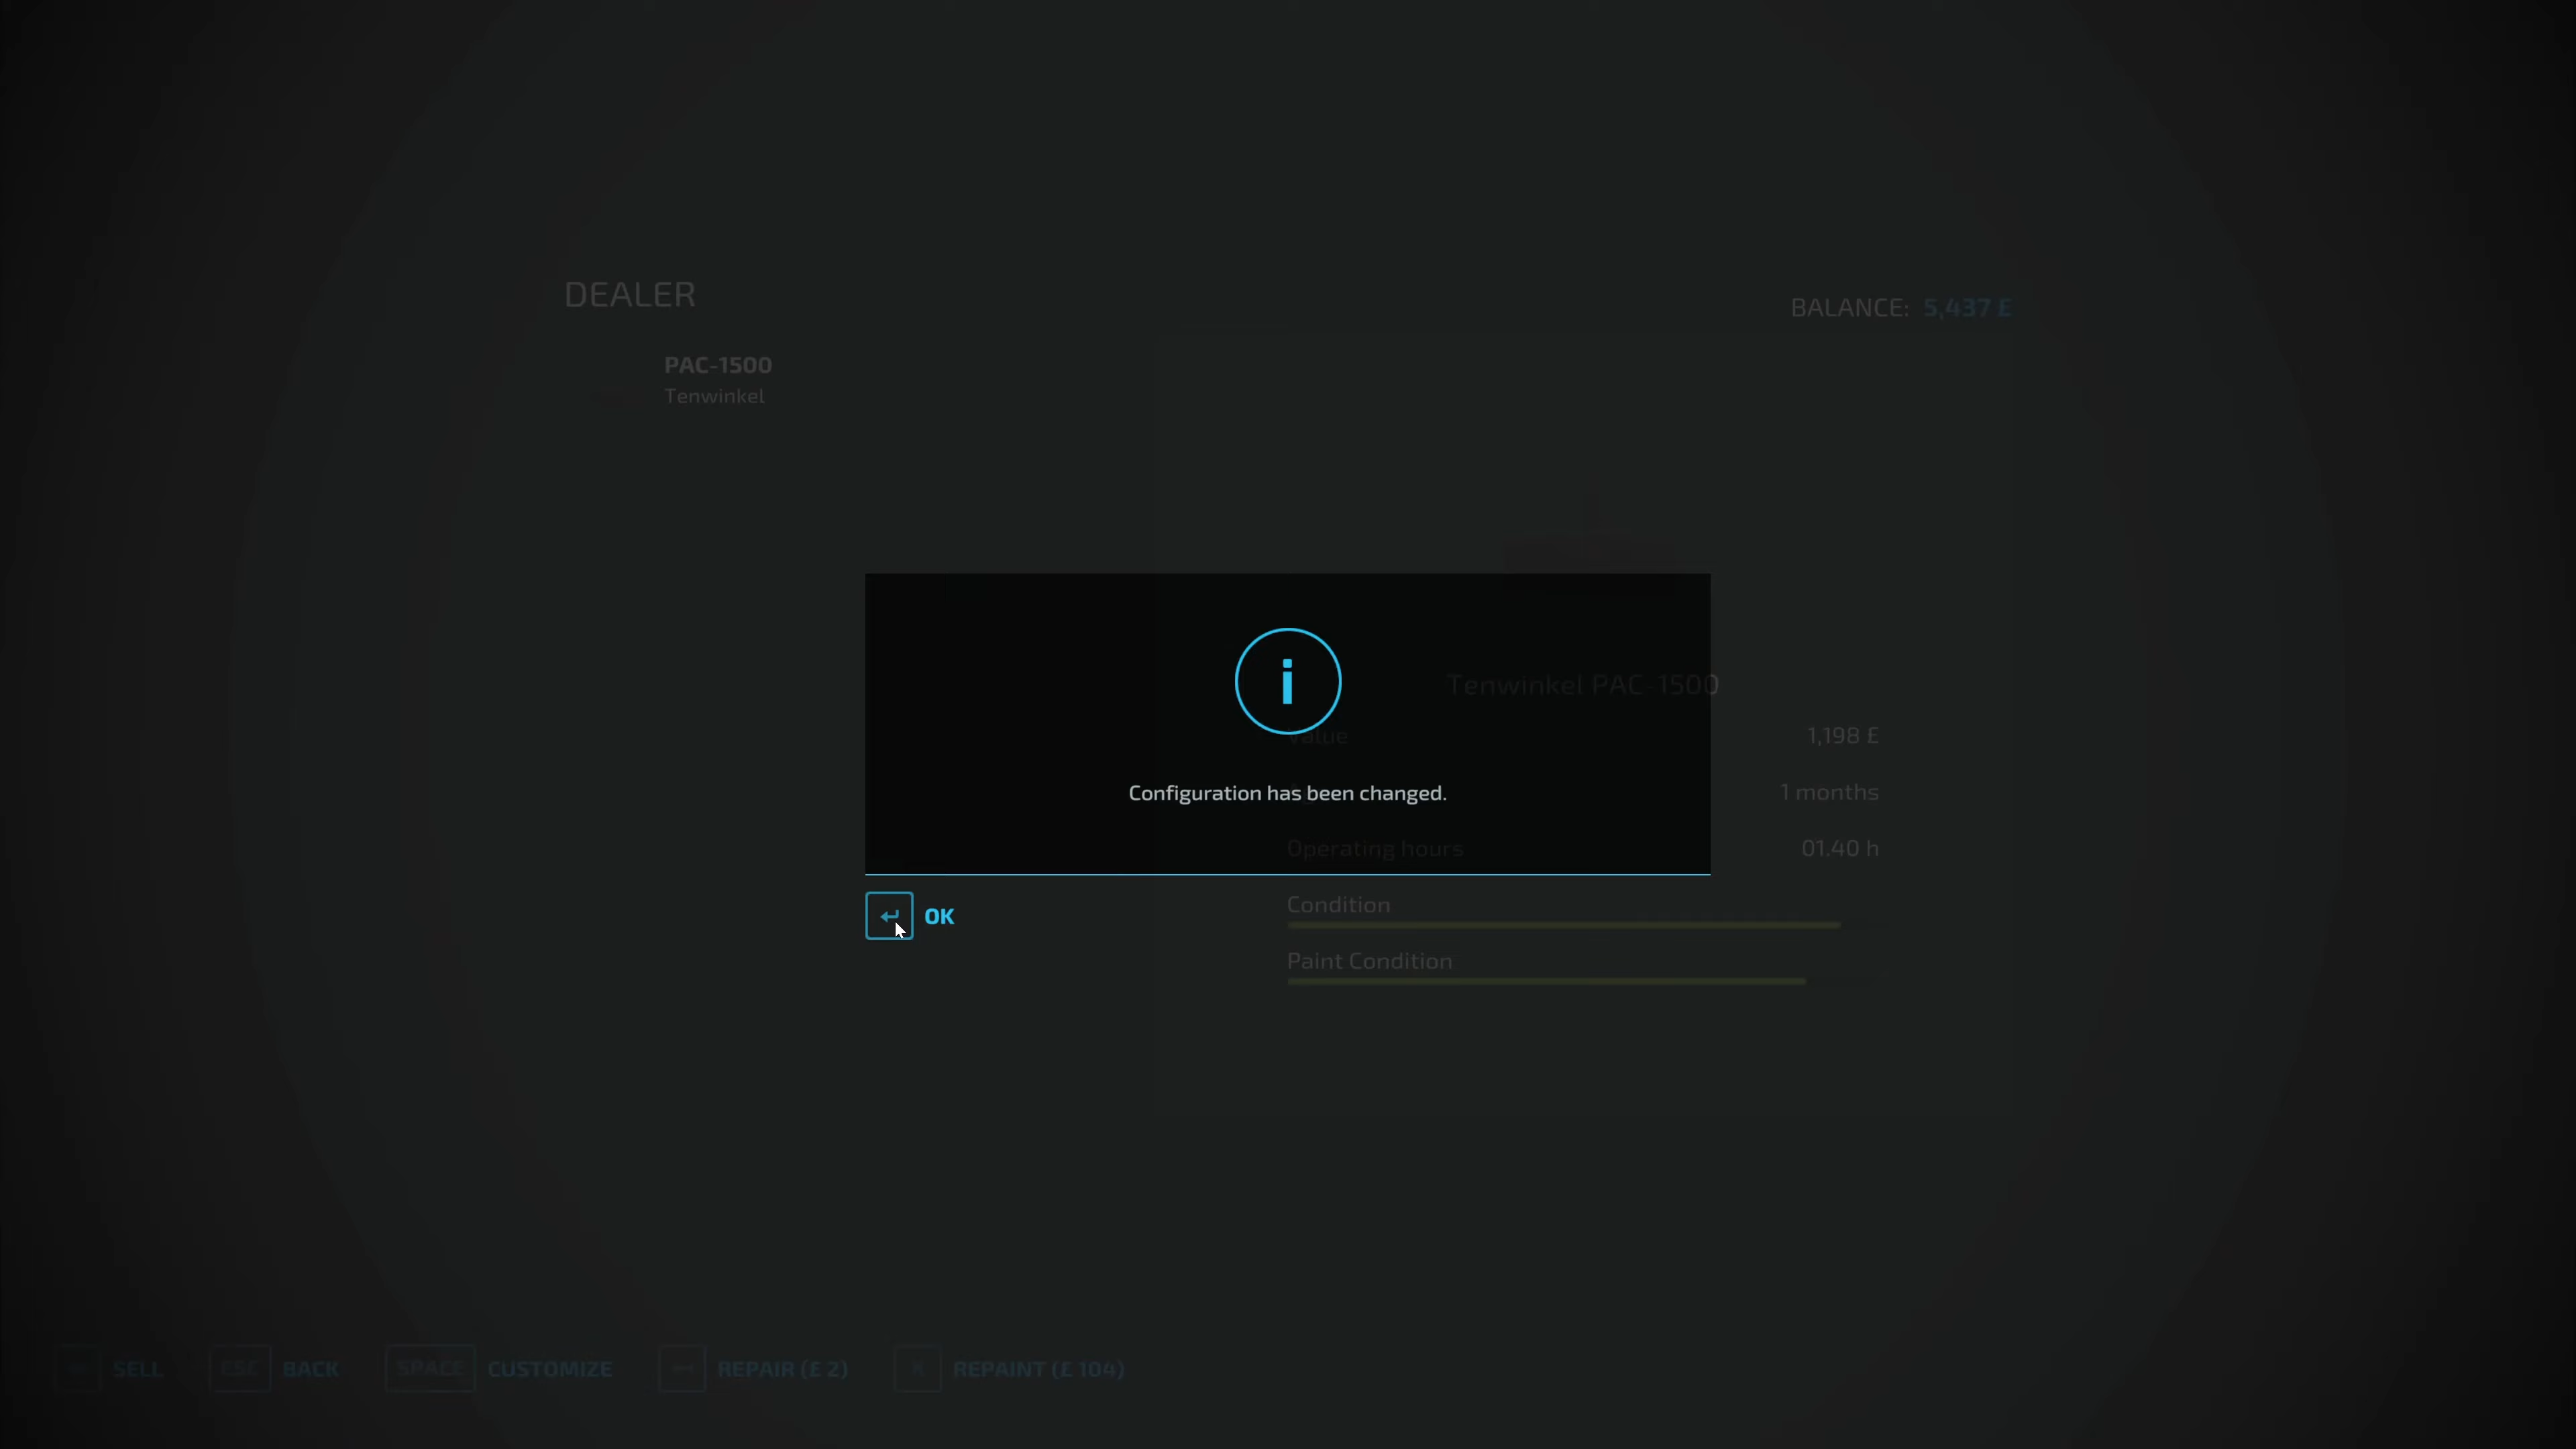 DEALER
BALANCE: 5,437 £
PAC-1500
Tenwinkel
Tenwinkel PAC-1500
Value 1,198 £
Configuration has been changed.
1 months
Operating hours 01.40 h
OK
Condition
Paint Condition
SELL ESC BACK SPACE CUSTOMIZE REPAIR (£ 2) REPAINT (£ 104)